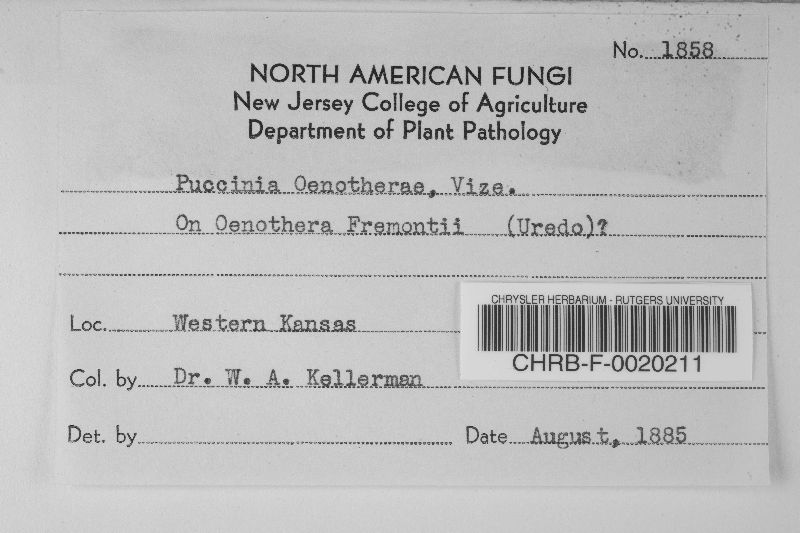 No. 1858
NORTH AMERICAN FUNGI
New Jersey College of Agriculture
Department of Plant Pathology
Puccinia Oenotherae, Vize.
On Oenothera Fremontii (Uredo)?
Loc. Western Kansas
CHRYSLER HERBARIUM - RUTGERS UNIVERSITY
CHRB-F-0020211
Col. by Dr. W. A. Kellerman
Det. by
Date August, 1885